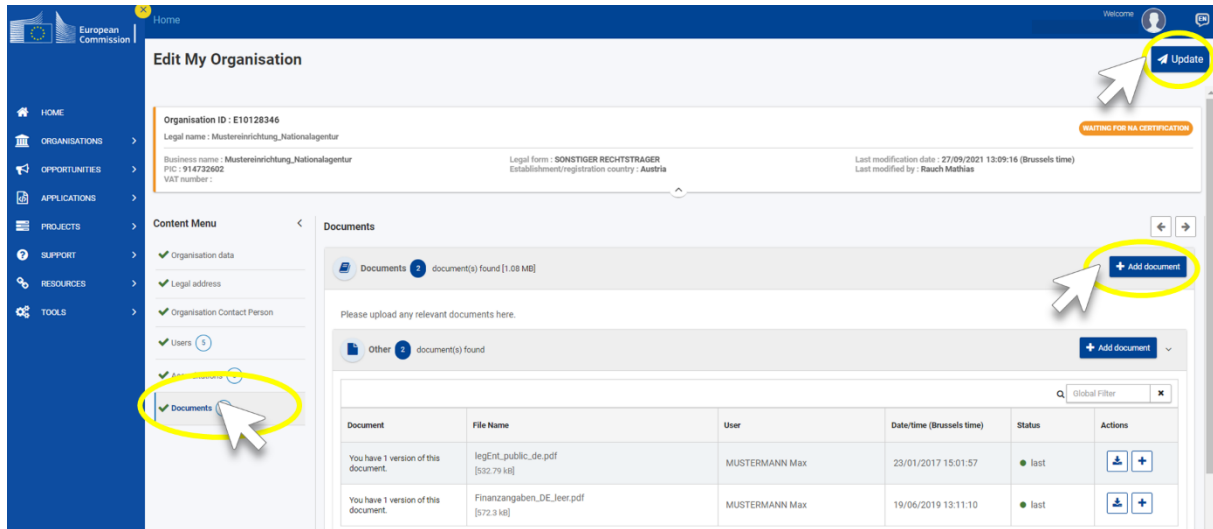 European
Commission
Home
Welcome
EN
Edit My Organisation
Update
HOME
ORGANISATIONS
OPPORTUNITIES
APPLICATIONS
PROJECTS
SUPPORT
RESOURCES
TOOLS
Organisation ID : E10128346
Legal name : Mustereinrichtung_Nationalagentur
WAITING FOR NA CERTIFICATION
Business name : Mustereinrichtung_Nationalagentur
PIC : 914732602
VAT number :
Legal form : SONSTIGER RECHTSTRAGER
Establishment/registration country : Austria
Last modification date : 27/09/2021 13:09:16 (Brussels time)
Last modified by : Rauch Mathias
Content Menu
Organisation data
Legal address
Organisation Contact Person
Users 5
Documents
Documents
Documents 2 document(s) found [1.08 MB]
+ Add document
Please upload any relevant documents here.
Other 2 document(s) found
+ Add document
Global Filter
Document File Name User Date/time (Brussels time) Status Actions
You have 1 version of this
document.
legEnt_public_de.pdf
[532.79 kB]
MUSTERMANN Max
23/01/2017 15:01:57
last
You have 1 version of this
document.
Finanzangaben_DE_leer.pdf
[572.3 kB]
MUSTERMANN Max
19/06/2019 13:11:10
last